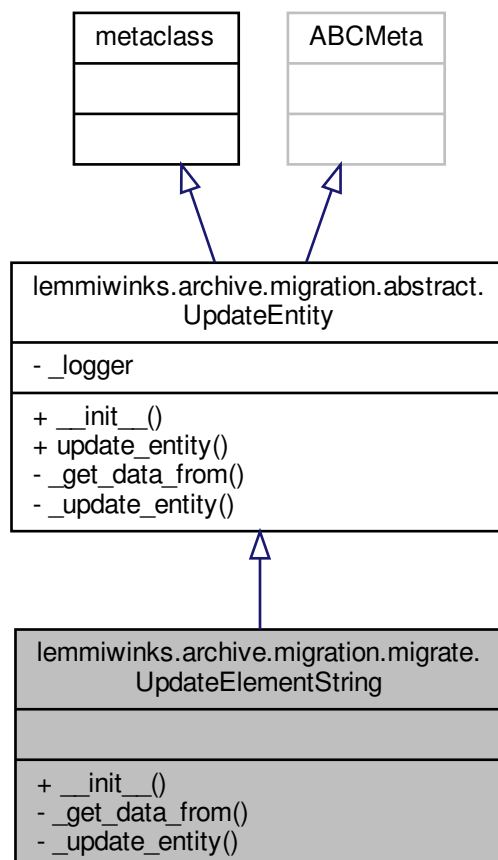 metaclass
ABCMeta
lemmiwinks.archive.migration.abstract.
UpdateEntity
- _logger
+ __init__()
+ update_entity()
- _get_data_from()
- _update_entity()
lemmiwinks.archive.migration.migrate.
UpdateElementString
+ __init__()
- _get_data_from()
- _update_entity()